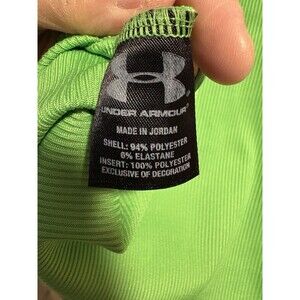 UNDER ARMOUR
MADE IN JORDAN
SHELL: 94% POLYESTER
6% ELASTANE
INSERT: 100% POLYESTER
EXCLUSIVE OF DECORATION